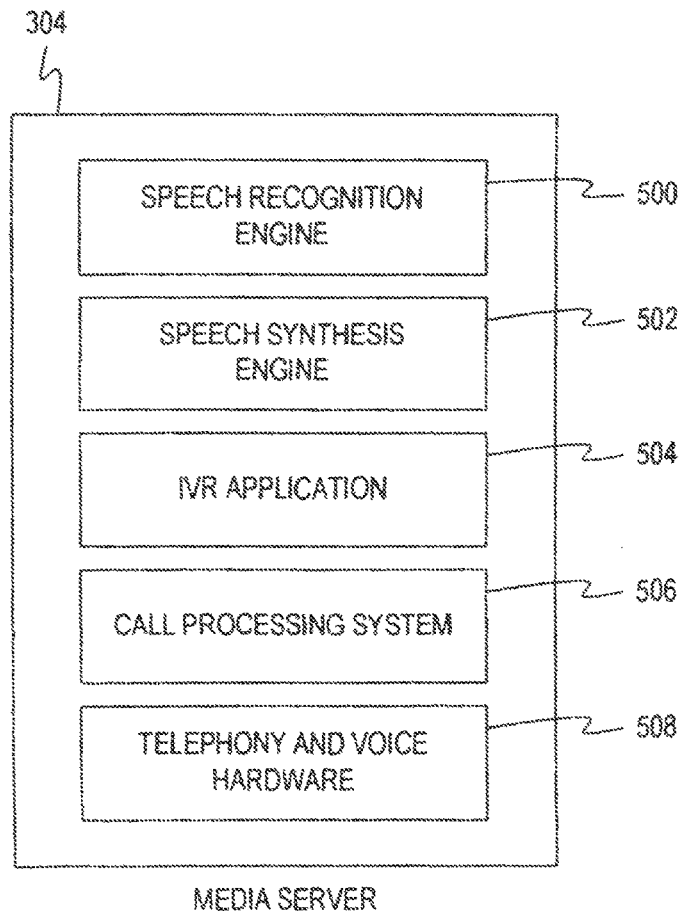 304
SPEECH RECOGNITION
ENGINE
500
SPEECH SYNTHESIS
ENGINE
502
IVR APPLICATION
504
CALL PROCESSING SYSTEM
506
TELEPHONY AND VOICE
HARDWARE
508
MEDIA SERVER